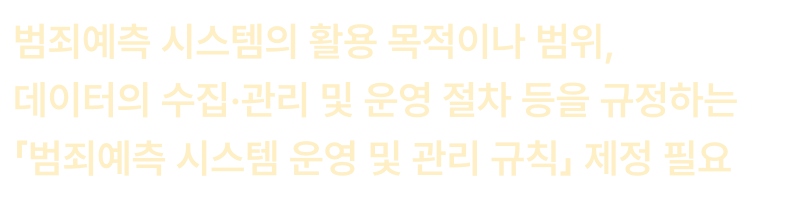 범죄예측 시스템의 활용 목적이나 범위,
데이터의 수집·관리 및 운영 절차 등을 규정하는
「범죄예측 시스템 운영 및 관리 규칙」 제정 필요